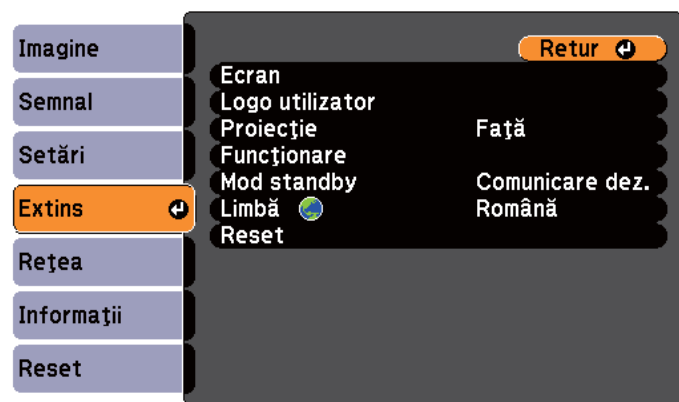 Imagine
Semnal
Setări
Extins
Reţea
Informaţii
Reset
Retur
Ecran
Logo utilizator
Proiecţie Faţă
Funcţionare
Mod standby Comunicare dez.
Limbă Română
Reset